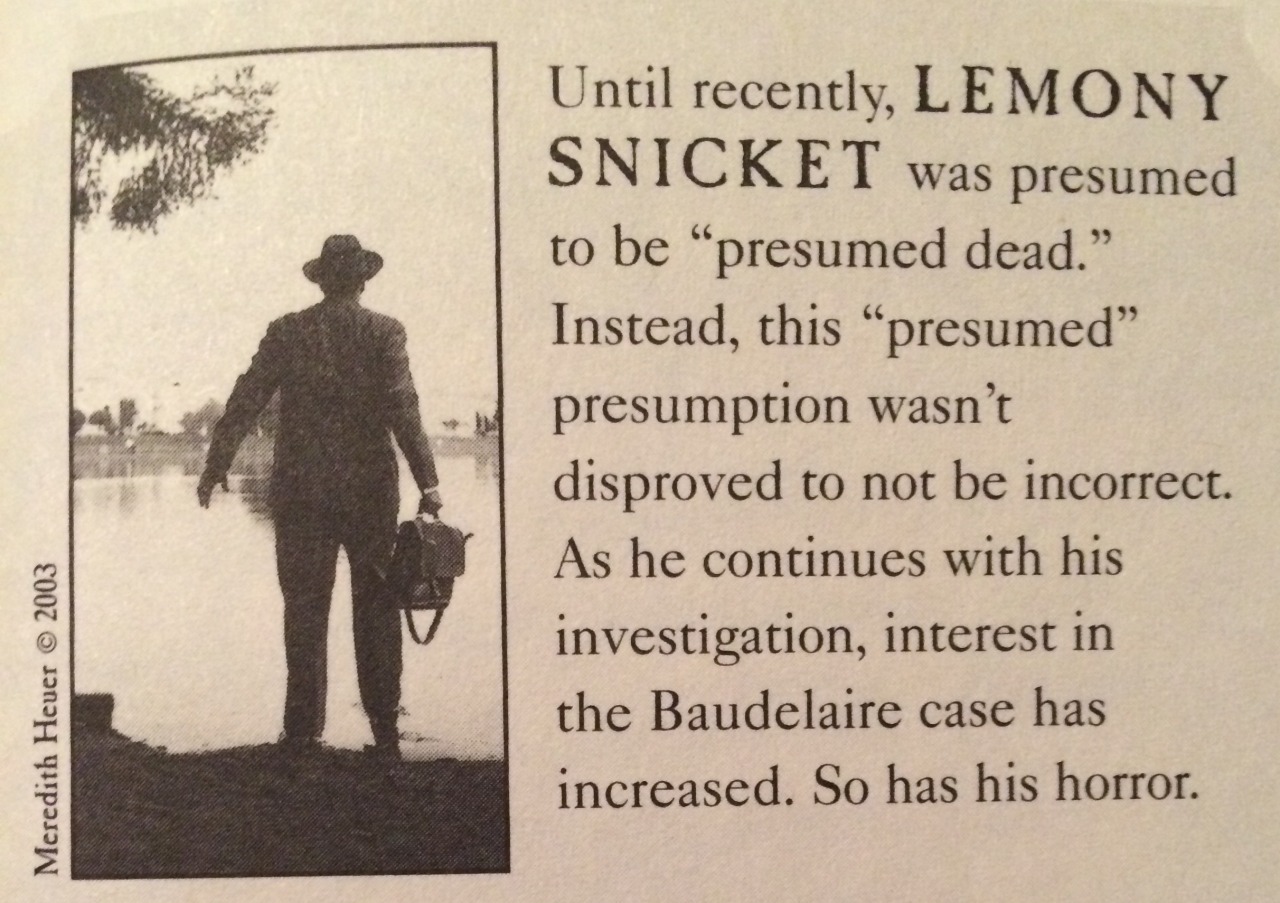 Until recently, LEMONY
SNICKET was presumed
to be “presumed dead.”
Instead, this “presumed”
presumption wasn’t
disproved to not be incorrect.
As he continues with his
investigation, interest in
the Baudelaire case has
increased. So has his horror.
Meredith Heuer © 2003